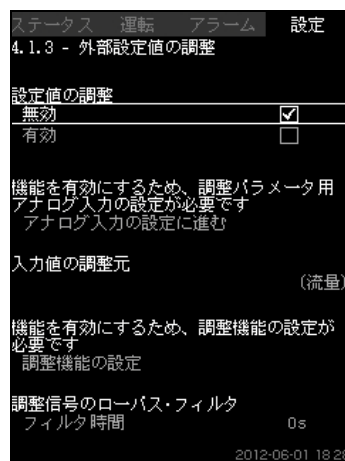 ステータス 運転 アラーム 設定
4.1.3 - 外部設定値の調整
設定値の調整
無効
有効
機能を有効にするため、調整パラメータ用
アナログ入力の設定が必要です
アナログ入力の設定に進む
入力値の調整元
(流量)
機能を有効にするため、調整機能の設定が
必要です
調整機能の設定
調整信号のローパス・フィルタ
フィルタ時間 0s
2012-06-01 18:28